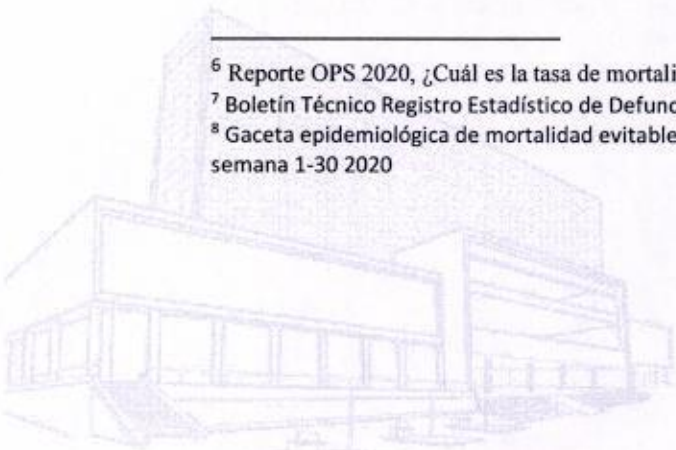 ⁶ Reporte OPS 2020, ¿Cuál es la tasa de mortali
⁷ Boletín Técnico Registro Estadístico de Defunc
⁸ Gaceta epidemiológica de mortalidad evitable
semana 1-30 2020